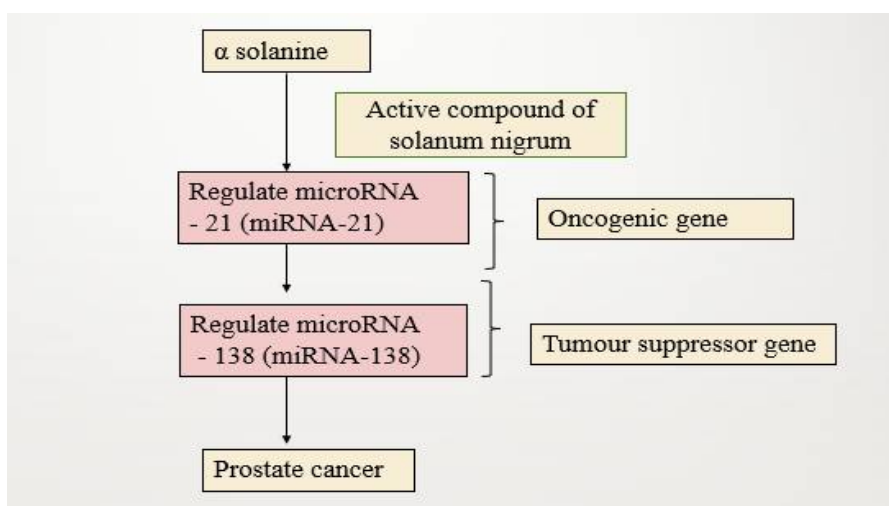 α solanine
Active compound of
solanum nigrum
Regulate microRNA
- 21 (miRNA-21)
Oncogenic gene
Regulate microRNA
- 138 (miRNA-138)
Tumour suppressor gene
Prostate cancer